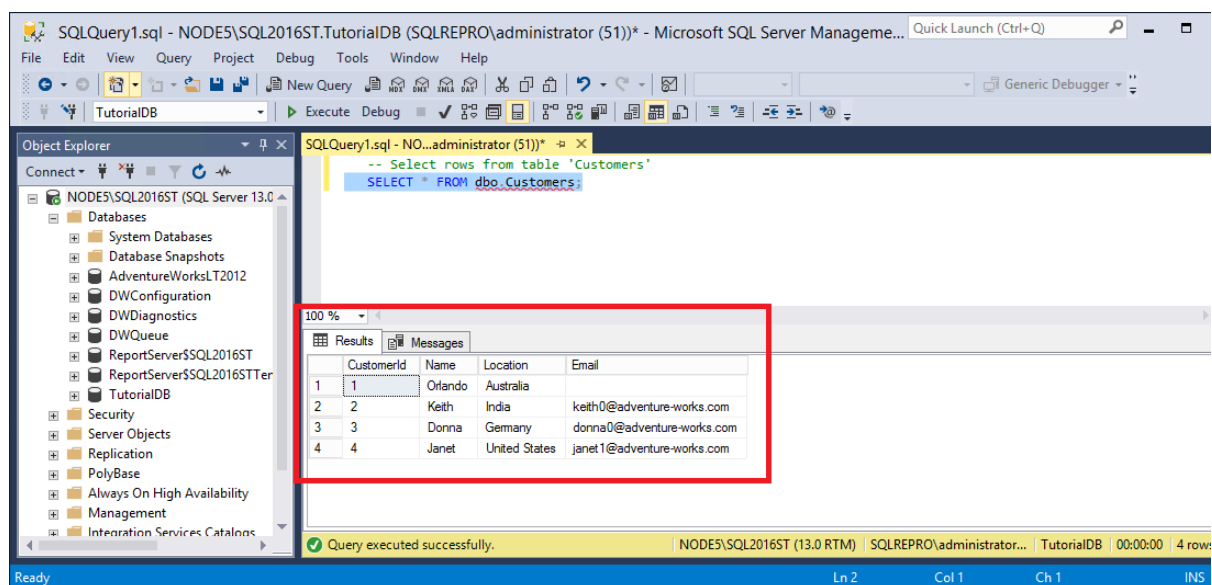 SQLQuery1.sql - NODE5\SQL2016ST.TutorialDB (SQLREPRO\administrator (51))* - Microsoft SQL Server Manageme... Quick Launch (Ctrl+Q)
File Edit View Query Project Debug Tools Window Help
New Query MDX DMX XMLA DAX Generic Debugger
TutorialDB Execute Debug
Object Explorer
Connect
NODE5\SQL2016ST (SQL Server 13.0
Databases
System Databases
Database Snapshots
AdventureWorksLT2012
DWConfiguration
DWDiagnostics
DWQueue
ReportServer$SQL2016ST
ReportServer$SQL2016STTer
TutorialDB
Security
Server Objects
Replication
PolyBase
Always On High Availability
Management
Integration Services Catalogs
SQLQuery1.sql - NO...administrator (51))*
-- Select rows from table 'Customers'
SELECT * FROM dbo.Customers;
100 %
Results Messages
CustomerId Name Location Email
1 1 Orlando Australia
2 2 Keith India keith0@adventure-works.com
3 3 Donna Germany donna0@adventure-works.com
4 4 Janet United States janet1@adventure-works.com
Query executed successfully. NODE5\SQL2016ST (13.0 RTM) SQLREPRO\administrator... TutorialDB 00:00:00 4 rows
Ready Ln 2 Col 1 Ch 1 INS